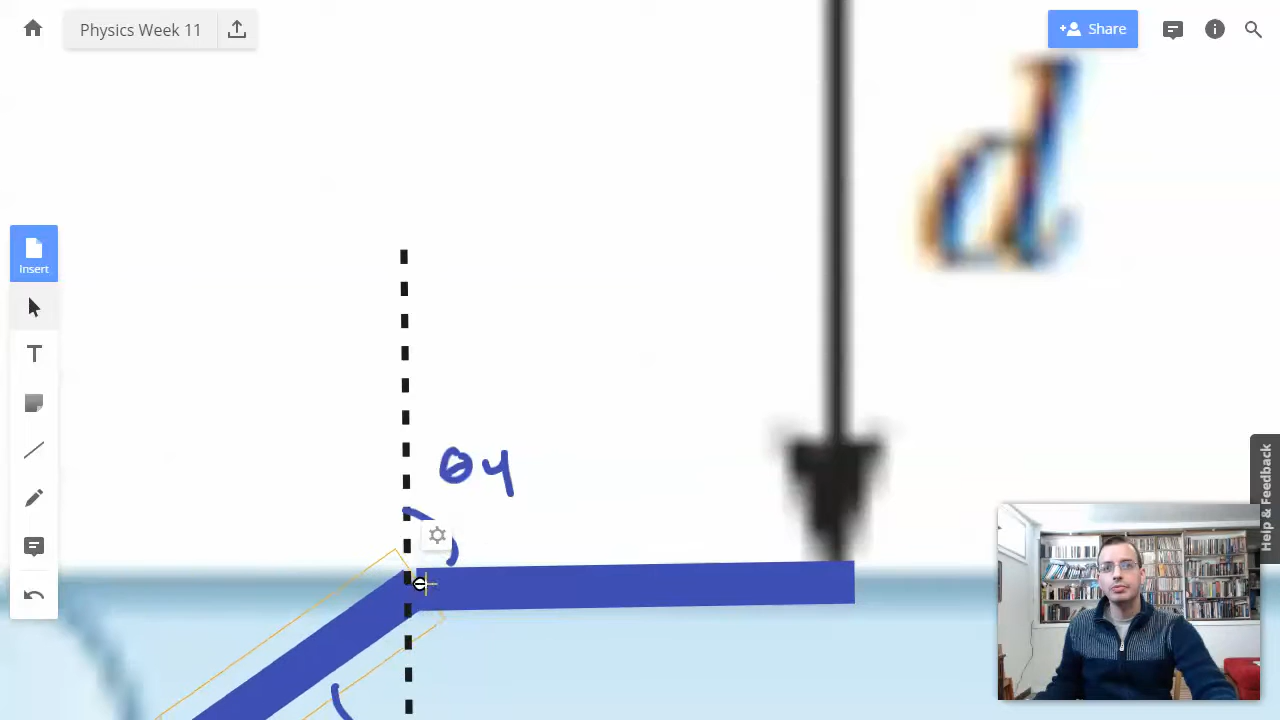 Physics Week 11
Share
d
Insert
T
θ4
Help & Feedback